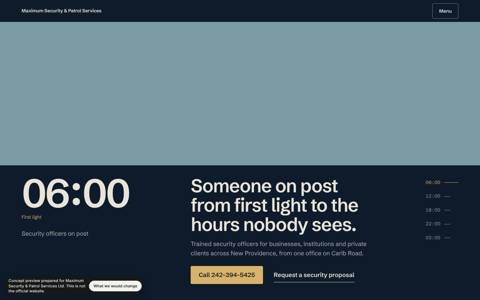 Maximum Security & Patrol Services
Menu
06:00
First light
Security officers on post
Someone on post
from first light to the
hours nobody sees.
Trained security officers for businesses, institutions and private
clients across New Providence, from one office on Carib Road.
Call 242-394-5425
Request a security proposal
06:00
12:00
18:00
22:00
03:00
Concept preview prepared for Maximum
Security & Patrol Services Ltd. This is not
the official website.
What we would change